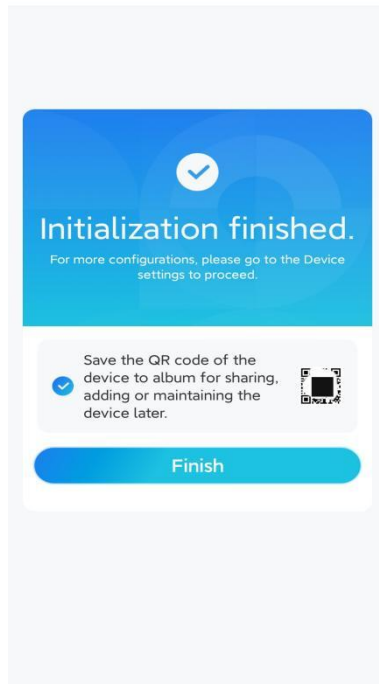 Initialization finished.
For more configurations, please go to the Device
settings to proceed.
Save the QR code of the
device to album for sharing,
adding or maintaining the
device later.
Finish